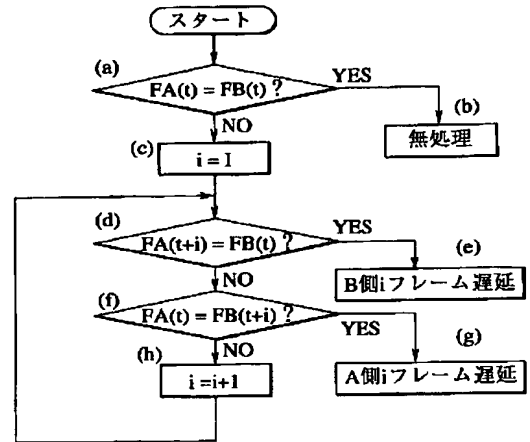 スタート
(a)
FA(t) = FB(t) ?
YES
(b)
無処理
NO
(c)
i = I
(d)
FA(t+i) = FB(t) ?
YES
(e)
B側iフレーム遅延
NO
(f)
FA(t) = FB(t+i) ?
YES
(g)
A側iフレーム遅延
NO
(h)
i =i+1